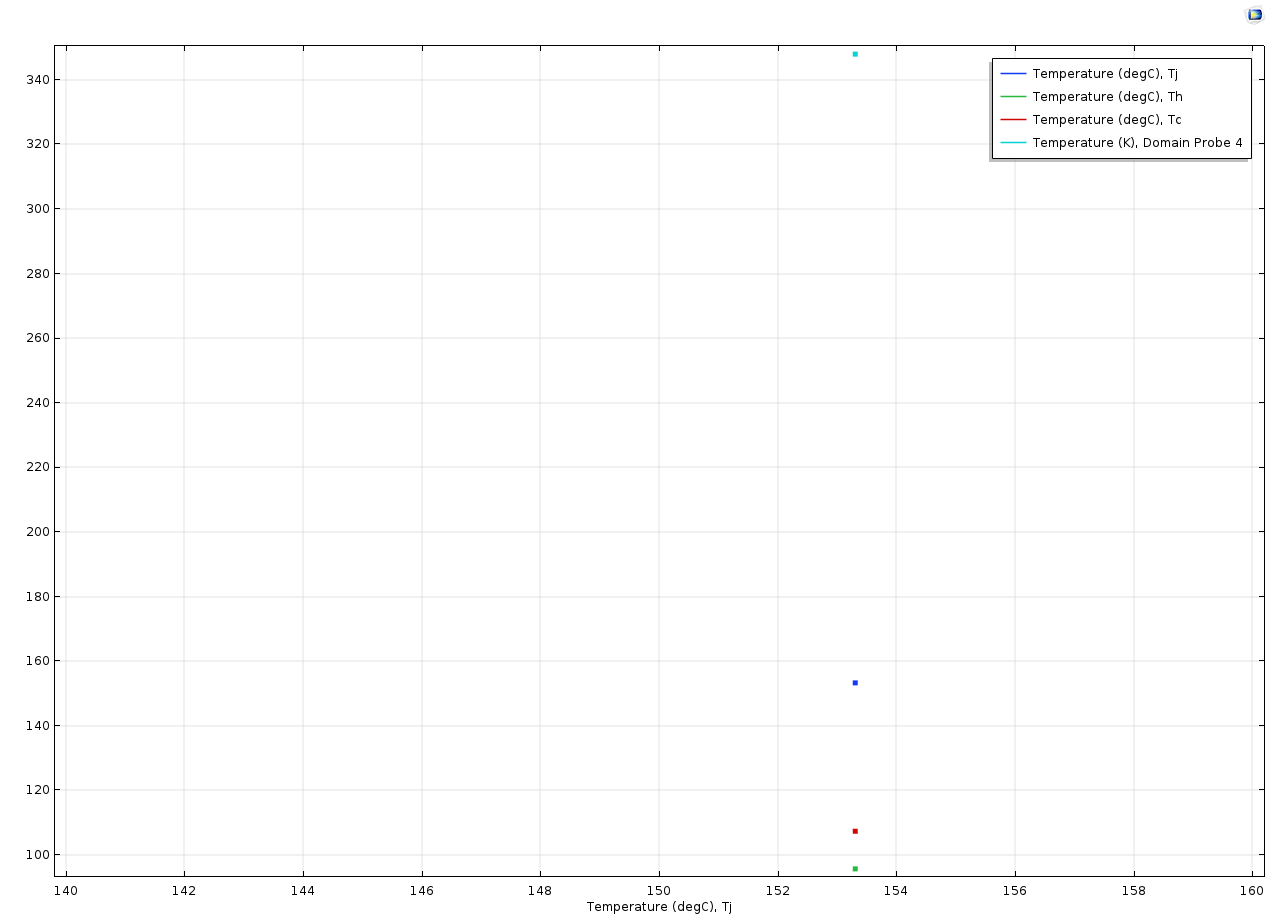 Temperature (degC), Tj
Temperature (degC), Th
Temperature (degC), Tc
Temperature (K), Domain Probe 4
340
320
300
280
260
240
220
200
180
160
140
120
100
140 142 144 146 148 150 152 154 156 158 160
Temperature (degC), Tj